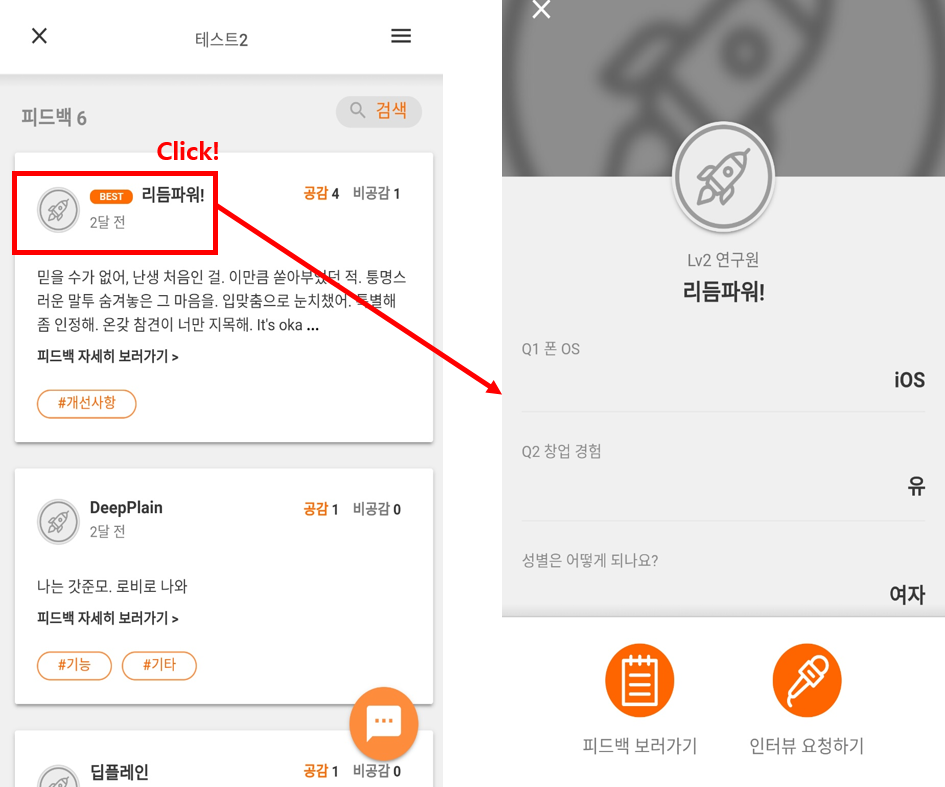 테스트2
피드백 6
검색
Click!
BEST 리듬파워!
공감 4 비공감 1
2달 전
믿을 수가 없어, 난생 처음인 걸. 이만큼 쏟아부었던 적. 퉁명스
러운 말투 숨겨놓은 그 마음을. 입맞춤으로 눈치챘어. 특별해
좀 인정해. 온갖 참견이 너만 지목해. It's oka ...
피드백 자세히 보러가기 >
#개선사항
DeepPlain
공감 1 비공감 0
2달 전
나는 갓준모. 로비로 나와
피드백 자세히 보러가기 >
#기능 #기타
딥플레인
공감 1 비공감 0
Lv2 연구원
리듬파워!
Q1 폰 OS
iOS
Q2 창업 경험
유
성별은 어떻게 되나요?
여자
피드백 보러가기
인터뷰 요청하기